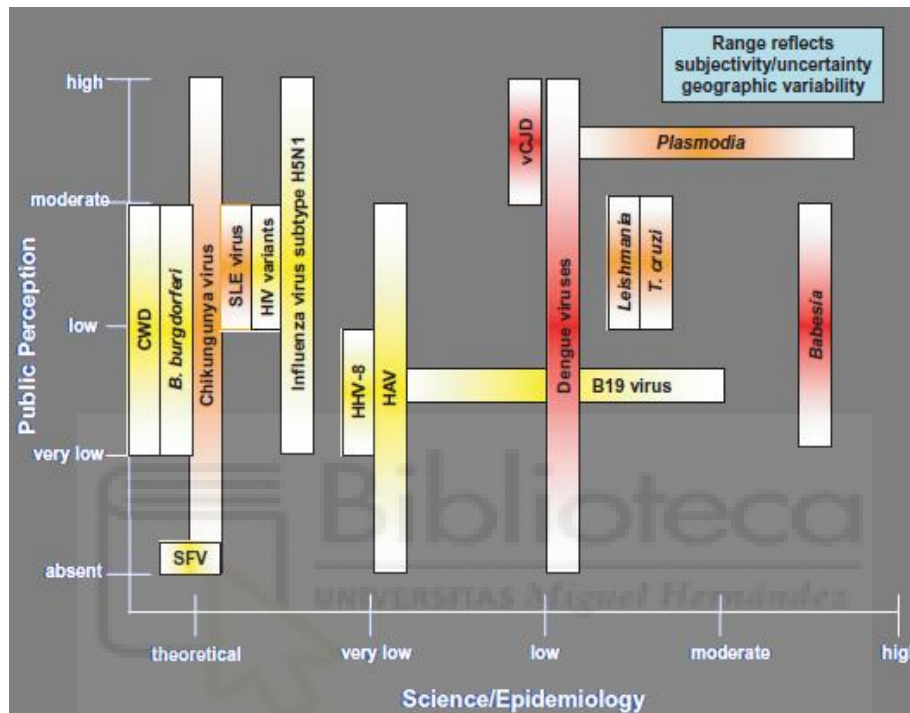 Range reflects
subjectivity/uncertainty
geographic variability
Public Perception
high
moderate
low
very low
absent
CWD
B. burgdorferi
Chikungunya virus
SLE virus
HIV variants
Influenza virus subtype H5N1
SFV
HHV-8
HAV
B19 virus
vCJD
Dengue viruses
Plasmodia
Leishmania
T. cruzi
Babesia
Biblioteca
UNIVERSITAS Miguel Hernández
theoretical
very low
low
moderate
high
Science/Epidemiology